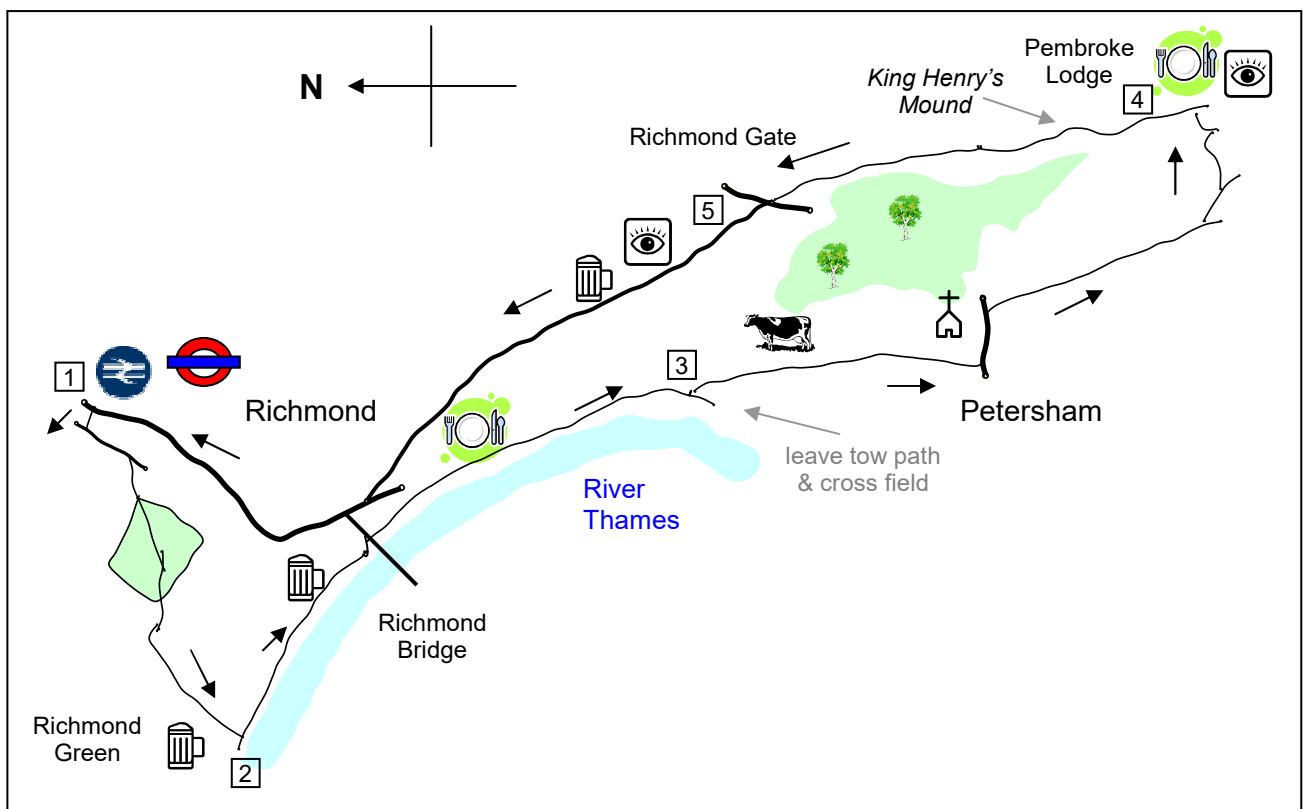 N
Pembroke
Lodge
4
King Henry's
Mound
Richmond Gate
5
1
Richmond
3
Petersham
leave tow path
& cross field
River
Thames
Richmond
Bridge
Richmond
Green
2